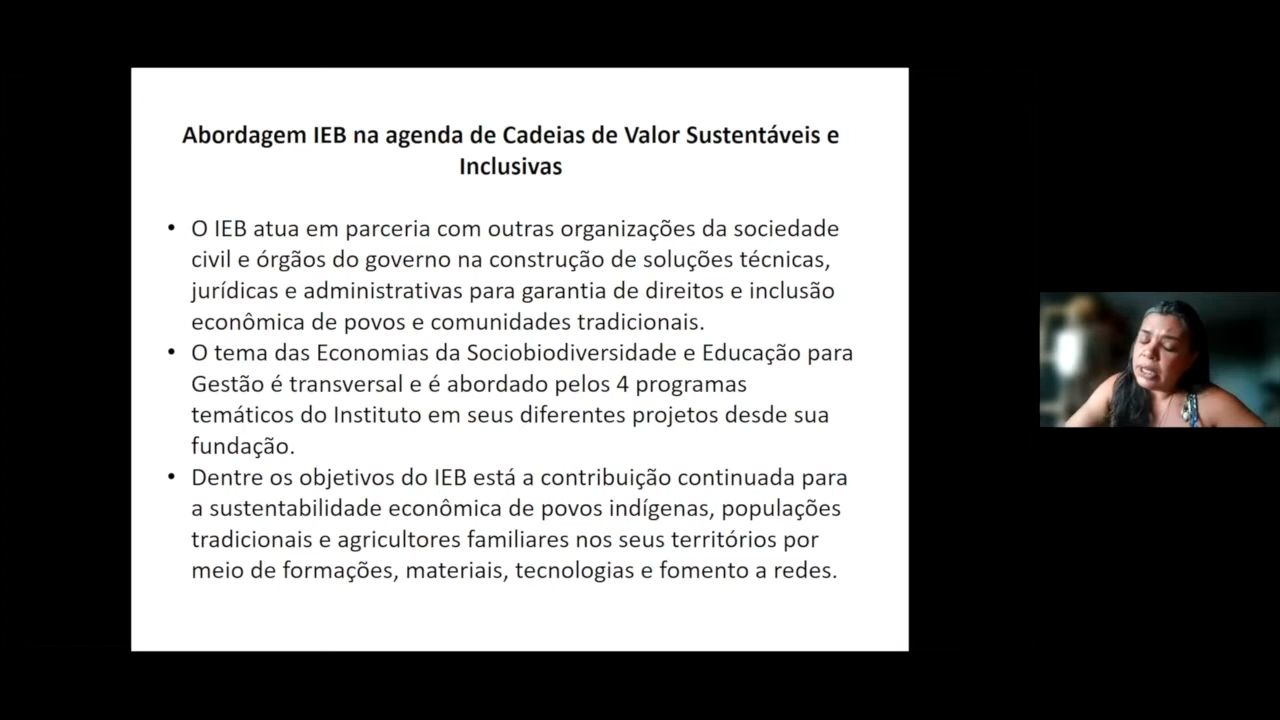 Abordagem IEB na agenda de Cadeias de Valor Sustentáveis e
Inclusivas
• O IEB atua em parceria com outras organizações da sociedade
civil e órgãos do governo na construção de soluções técnicas,
jurídicas e administrativas para garantia de direitos e inclusão
econômica de povos e comunidades tradicionais.
• O tema das Economias da Sociobiodiversidade e Educação para
Gestão é transversal e é abordado pelos 4 programas
temáticos do Instituto em seus diferentes projetos desde sua
fundação.
• Dentre os objetivos do IEB está a contribuição continuada para
a sustentabilidade econômica de povos indígenas, populações
tradicionais e agricultores familiares nos seus territórios por
meio de formações, materiais, tecnologias e fomento a redes.